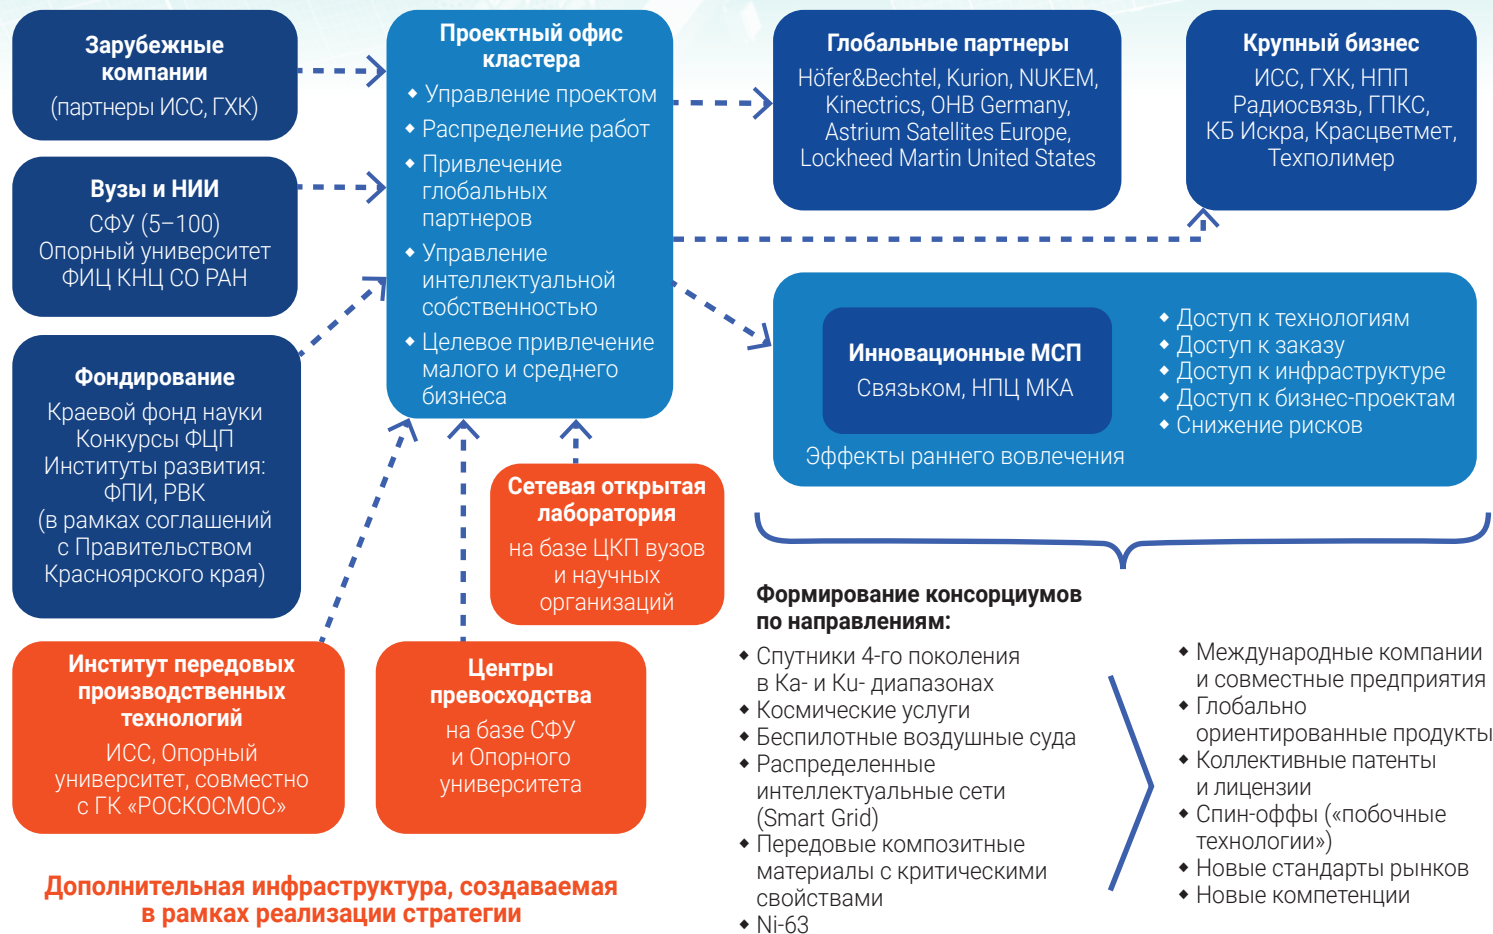 Зарубежные
компании
(партнеры ИСС, ГХК)
Вузы и НИИ
СФУ (5–100)
Опорный университет
ФИЦ КНЦ СО РАН
Фондирование
Краевой фонд науки
Конкурсы ФЦП
Институты развития:
ФПИ, РВК
(в рамках соглашений
с Правительством
Красноярского края)
Проектный офис
кластера
◆ Управление проектом
◆ Распределение работ
◆ Привлечение
глобальных
партнеров
◆ Управление
интеллектуальной
собственностью
◆ Целевое привлечение
малого и среднего
бизнеса
Глобальные партнеры
Höfer&Bechtel, Kurion, NUKEM,
Kinectrics, OHB Germany,
Astrium Satellites Europe,
Lockheed Martin United States
Крупный бизнес
ИСС, ГХК, НПП
Радиосвязь, ГПКС,
КБ Искра, Красцветмет,
Техполимер
Инновационные МСП
Связьком, НПЦ МКА
Эффекты раннего вовлечения
◆ Доступ к технологиям
◆ Доступ к заказу
◆ Доступ к инфраструктуре
◆ Доступ к бизнес-проектам
◆ Снижение рисков
Сетевая открытая
лаборатория
на базе ЦКП вузов
и научных
организаций
Институт передовых
производственных
технологий
ИСС, Опорный
университет, совместно
с ГК «РОСКОСМОС»
Центры
превосходства
на базе СФУ
и Опорного
университета
Дополнительная инфраструктура, создаваемая
в рамках реализации стратегии
Формирование консорциумов
по направлениям:
◆ Спутники 4-го поколения
в Ka- и Ku- диапазонах
◆ Космические услуги
◆ Беспилотные воздушные суда
◆ Распределенные
интеллектуальные сети
(Smart Grid)
◆ Передовые композитные
материалы с критическими
свойствами
◆ Ni-63
◆ Международные компании
и совместные предприятия
◆ Глобально
ориентированные продукты
◆ Коллективные патенты
и лицензии
◆ Спин-оффы («побочные
технологии»)
◆ Новые стандарты рынков
◆ Новые компетенции